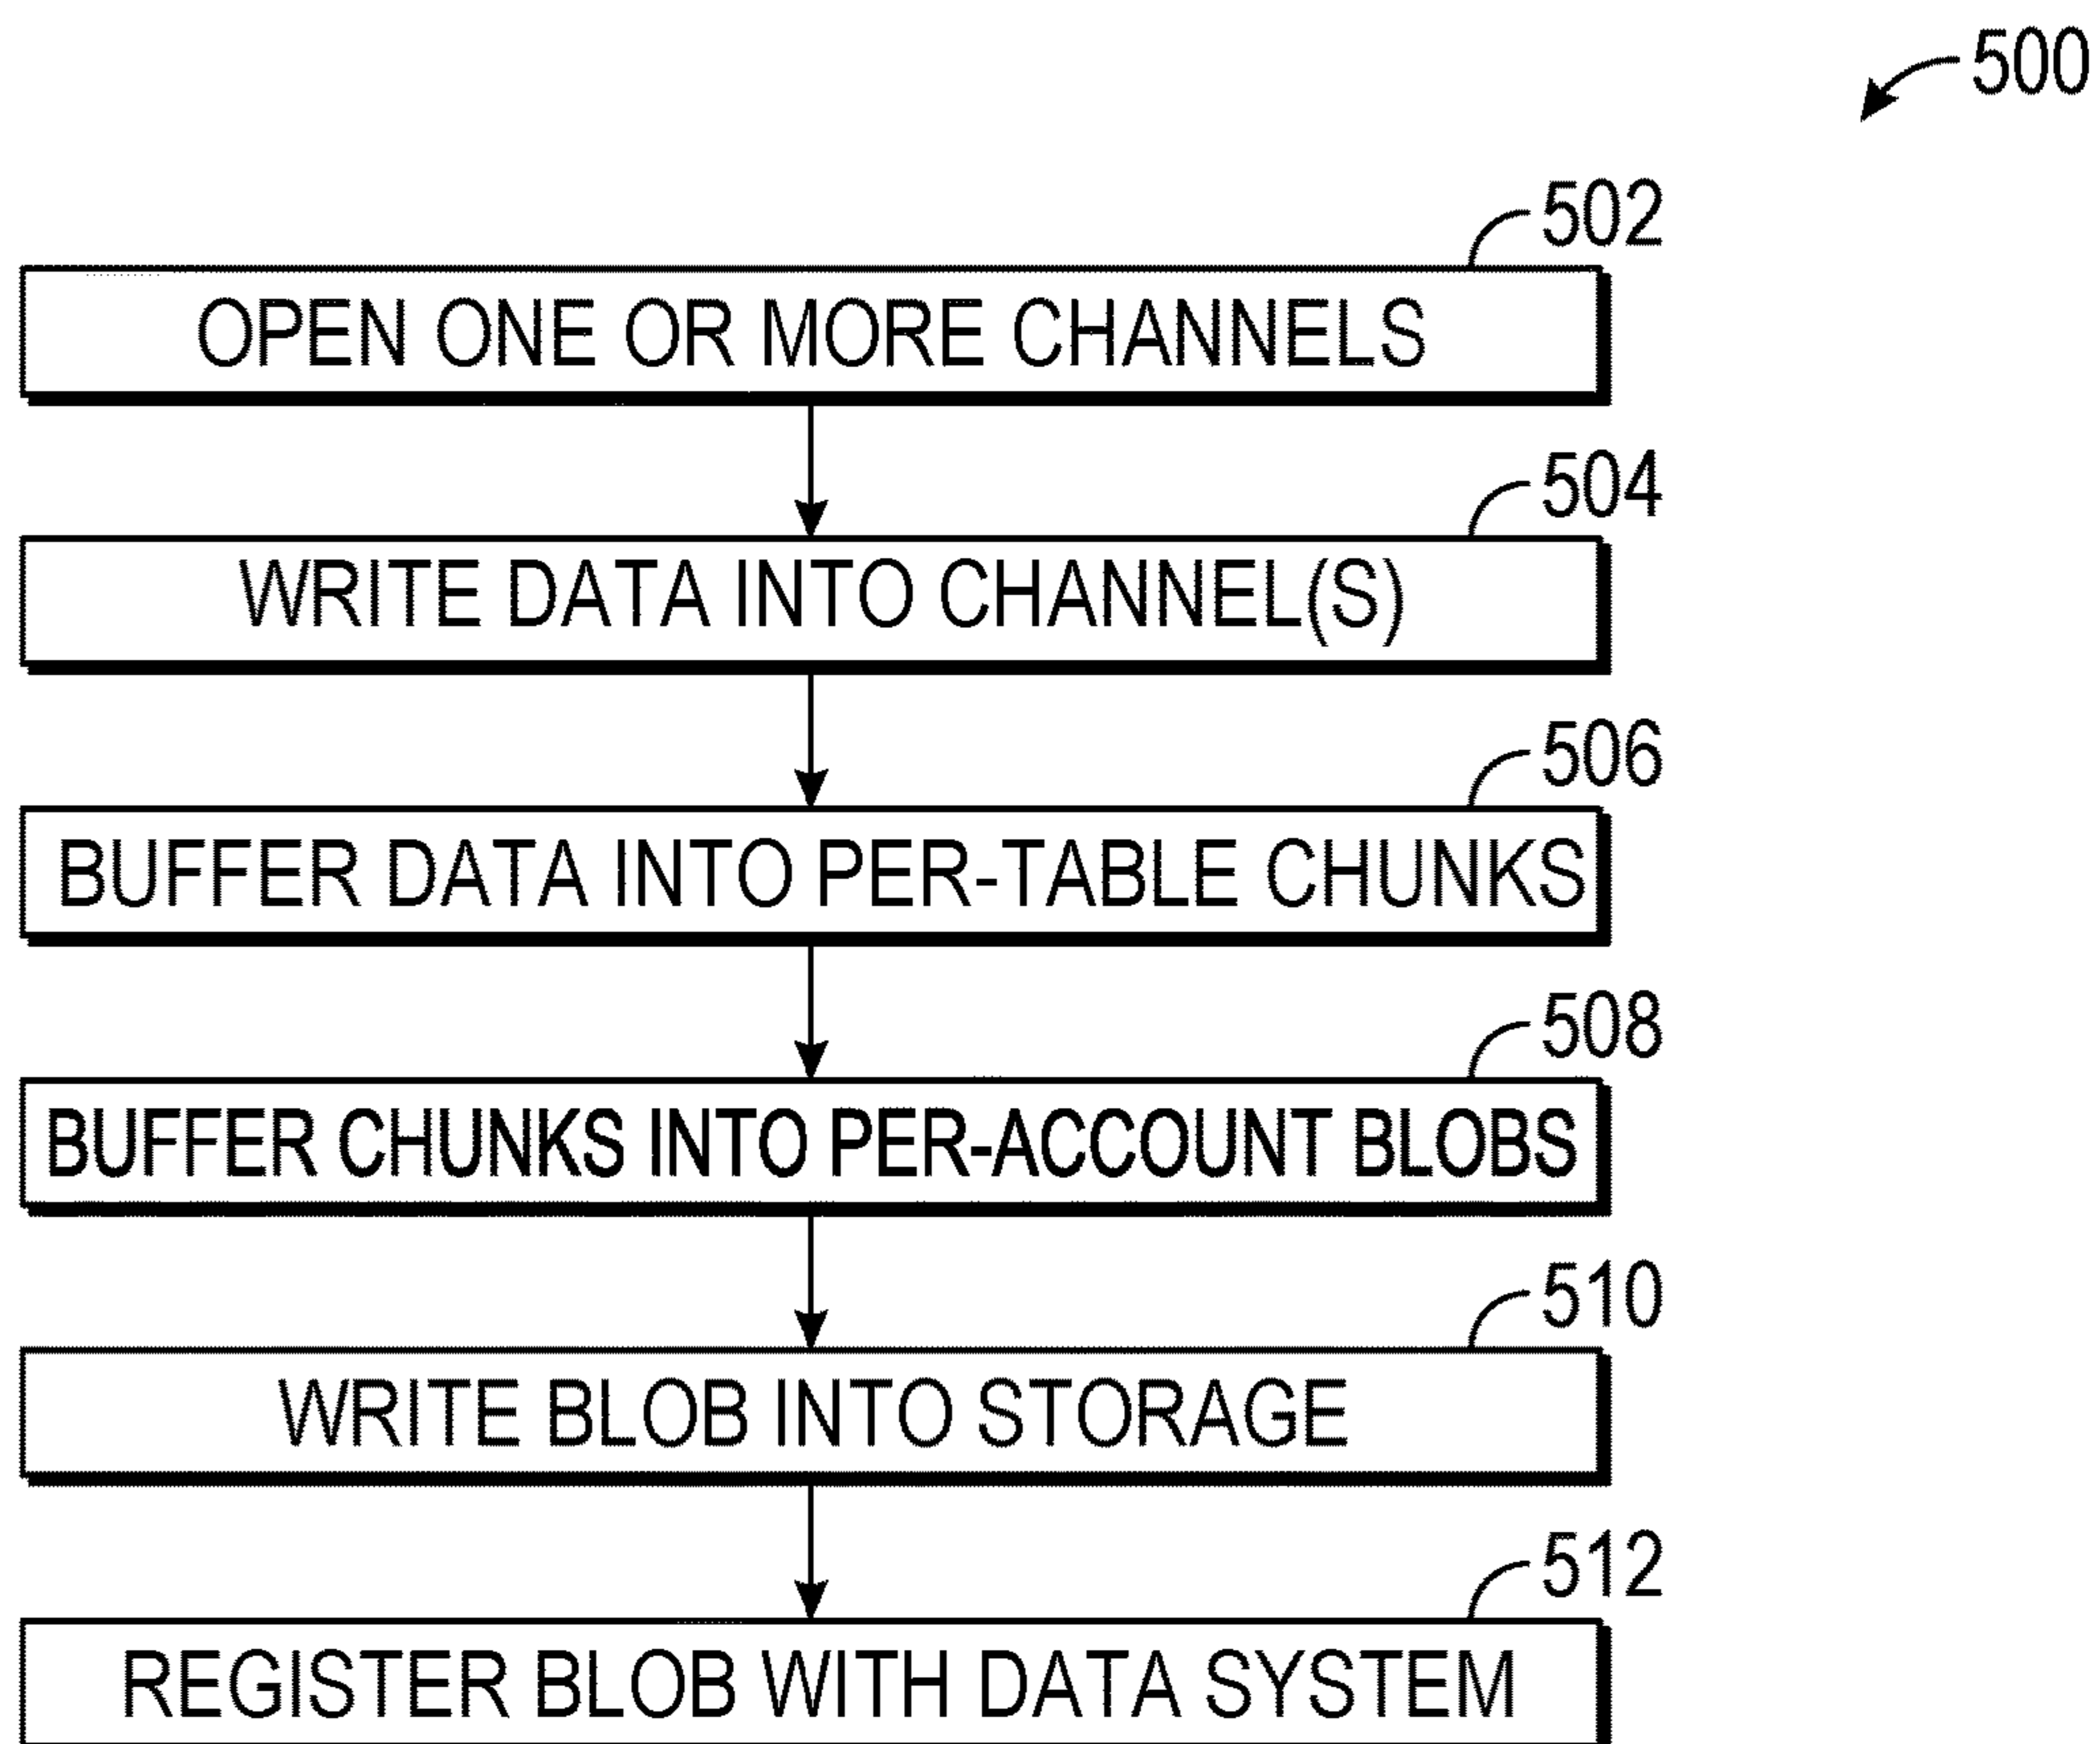 500
502
OPEN ONE OR MORE CHANNELS
504
WRITE DATA INTO CHANNEL(S)
506
BUFFER DATA INTO PER-TABLE CHUNKS
508
BUFFER CHUNKS INTO PER-ACCOUNT BLOBS
510
WRITE BLOB INTO STORAGE
512
REGISTER BLOB WITH DATA SYSTEM